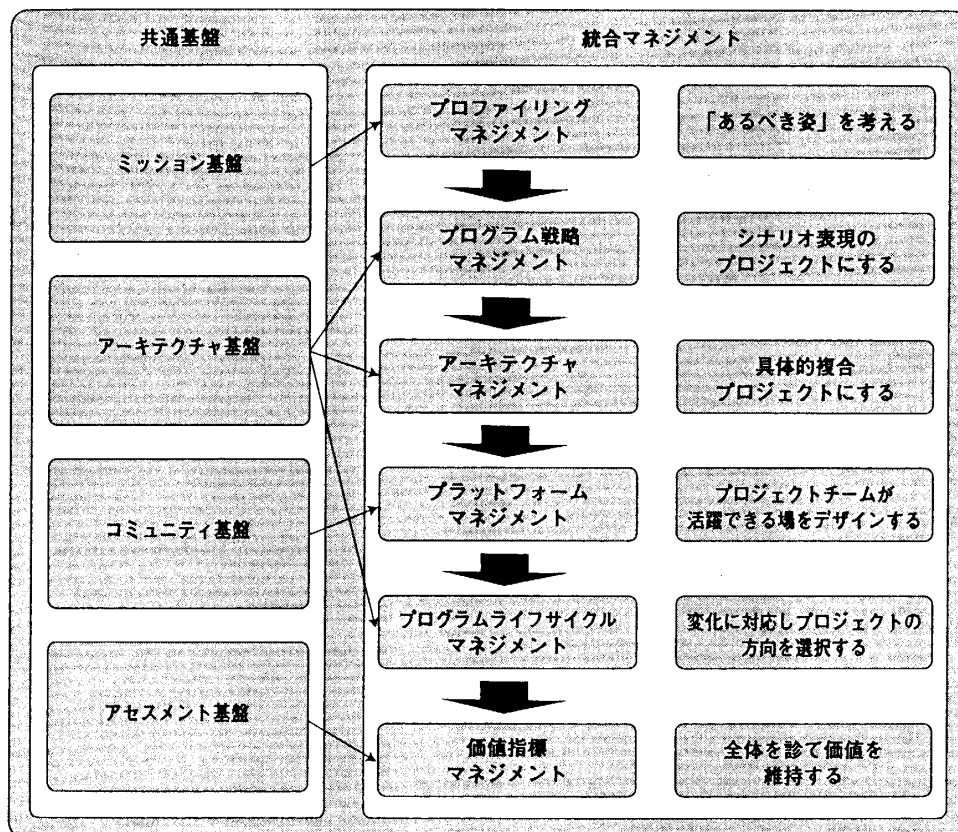 共通基盤
統合マネジメント
ミッション基盤
アーキテクチャ基盤
コミュニティ基盤
アセスメント基盤
プロファイリング
マネジメント
「あるべき姿」を考える
プログラム戦略
マネジメント
シナリオ表現の
プロジェクトにする
アーキテクチャ
マネジメント
具体的複合
プロジェクトにする
プラットフォーム
マネジメント
プロジェクトチームが
活躍できる場をデザインする
プログラムライフサイクル
マネジメント
変化に対応しプロジェクトの
方向を選択する
価値指標
マネジメント
全体を診て価値を
維持する